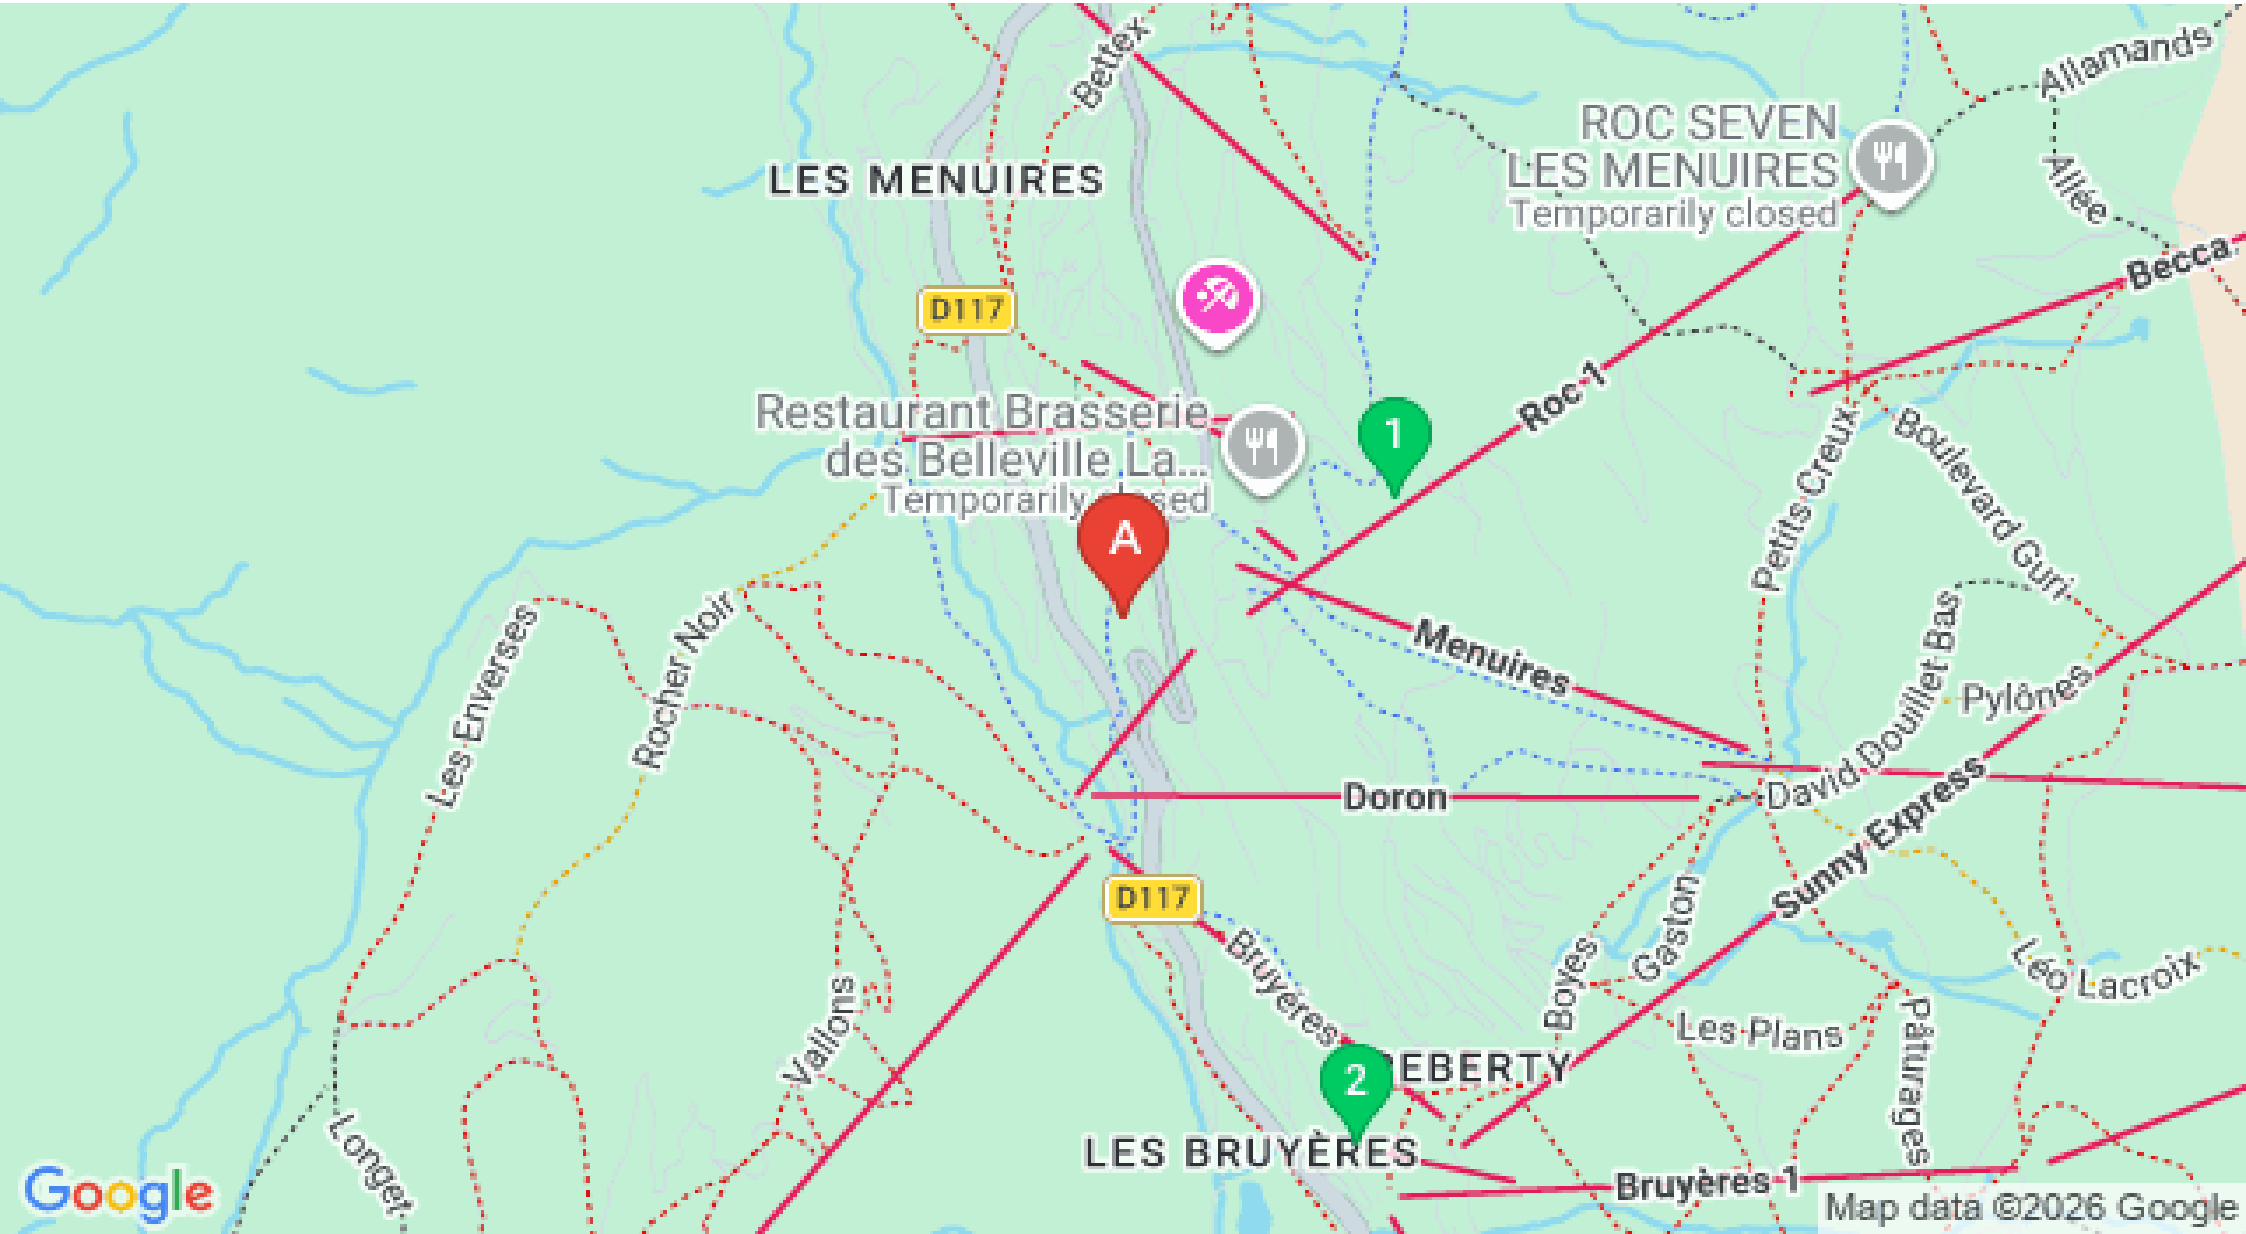 Bettex
Allamands
ROC SEVEN
LES MENUIRES
Temporarily closed
LES MENUIRES
Allée
Becca
D117
Roc 1
Restaurant Brasserie
des Belleville La...
Temporarily closed
1
A
Petits Creux
Boulevard Guri
Les Enverses
Rocher Noir
Menuires
David Douillet Bas
Pylônes
Doron
Sunny Express
D117
Bruyères
Boyes
Gaston
Léo Lacroix
Vallons
Les Plans
Pâturages
2
LES BRUYÈRES
Longet
Bruyères 1
Google
Map data ©2026 Google